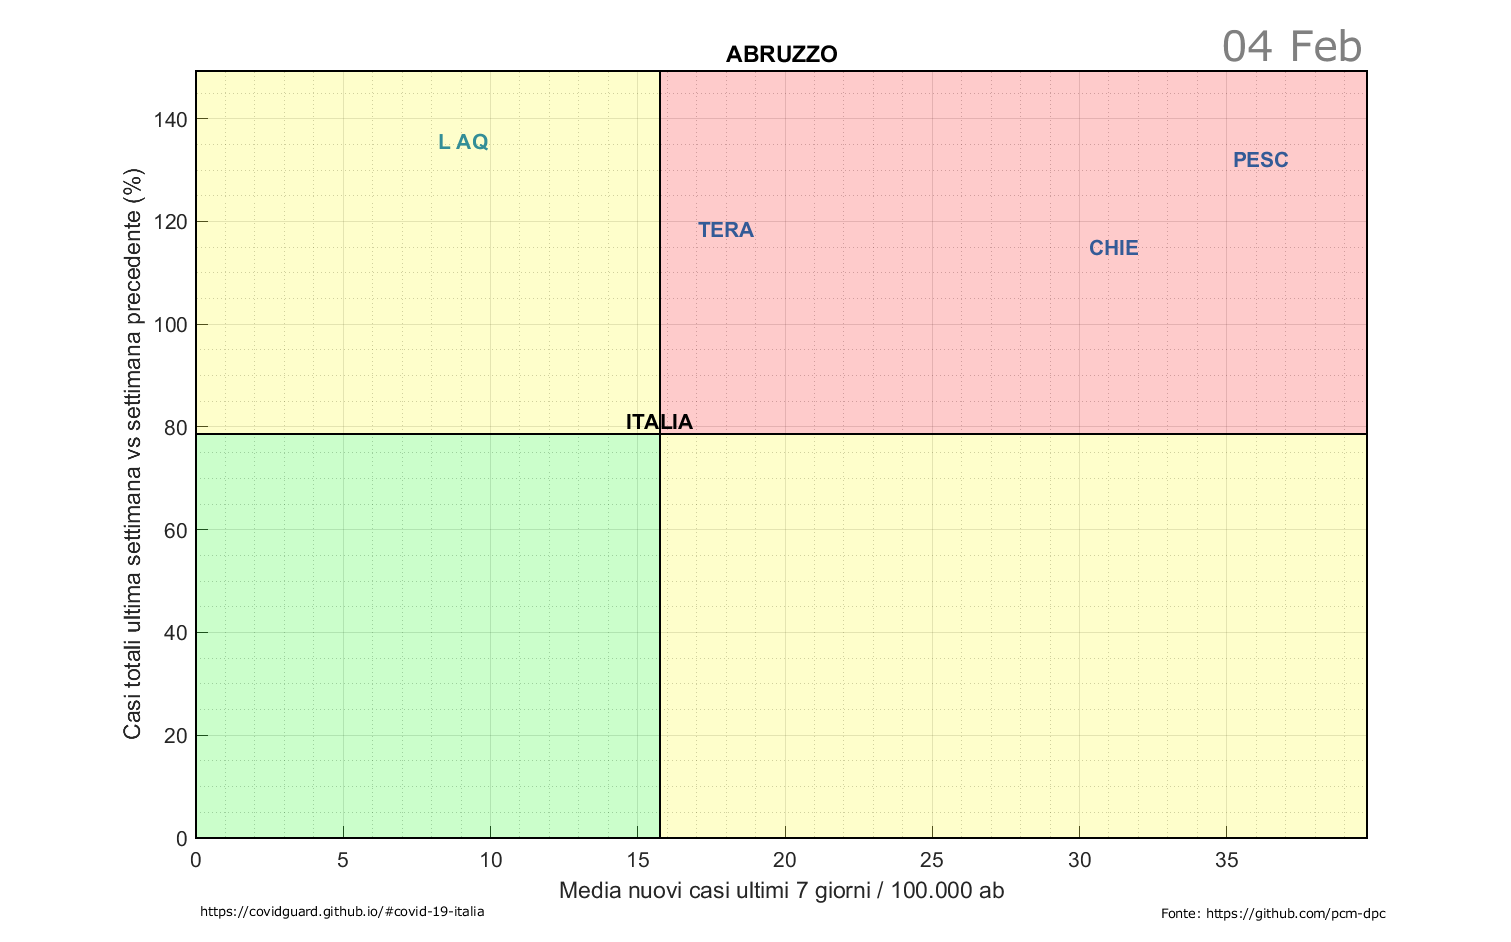 04 Feb
ABRUZZO
Casi totali ultima settimana vs settimana precedente (%)
140
120
100
80
60
40
20
0
L AQ
PESC
TERA
CHIE
ITALIA
0 5 10 15 20 25 30 35
Media nuovi casi ultimi 7 giorni / 100.000 ab
https://covidguard.github.io/#covid-19-italia
Fonte: https://github.com/pcm-dpc